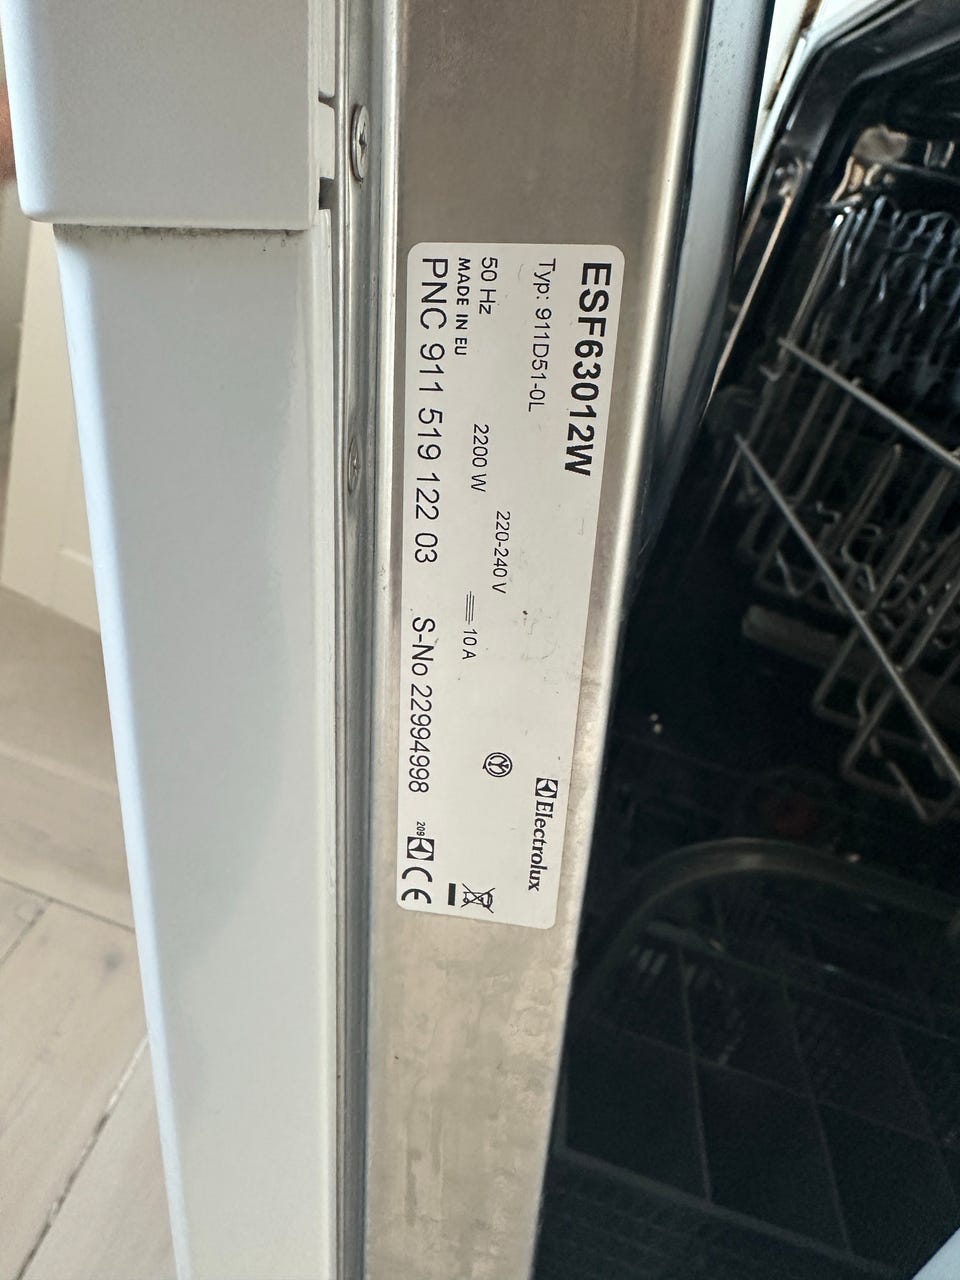 ESF63012W
Typ: 911D51-0L
220-240 V
50 Hz 2200 W 10 A
MADE IN EU
PNC 911 519 122 03 S-No 22994998
Electrolux
209
CE